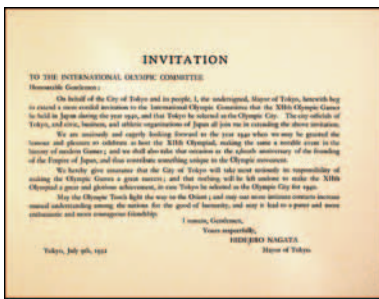 INVITATION
TO THE INTERNATIONAL OLYMPIC COMMITTEE
Honourable Gentlemen:
On behalf of the City of Tokyo and its people, I, the undersigned, Mayor of Tokyo, herewith beg
to extend a most cordial invitation to the International Olympic Committee that the XIIth Olympic Games
be held in Japan during the year 1940, and that Tokyo be selected as the Olympic City. The city officials of
Tokyo, and civic, business, and athletic organizations of Japan all join me in extending the above invitation.
We are anxiously and eagerly looking forward to the year 1940 when we may be granted the
honour and pleasure to celebrate as host the XIIth Olympiad, making the same a notable event in the
history of modern Games; and we shall also take that occasion to the anniversary of the founding
of the Empire of Japan, and thus contribute something unique to the Olympic movement.
We hereby give assurance that the City of Tokyo will take most seriously its responsibility of
making the Olympic Games a great success; and that nothing will be left undone to make the XIIth
Olympiad a great and glorious achievement, in case Tokyo be selected as the Olympic City for 1940.
May the Olympic Torch light the way to the Orient; and may our more intimate contacts increase
mutual understanding among the nations for the good of humanity, and may it lead to a purer and more
enthusiastic and more courageous friendship.
I remain, Gentlemen,
Yours respectfully,
HIDEJIRO NAGATA
Tokyo, July 9th, 1932 Mayor of Tokyo.